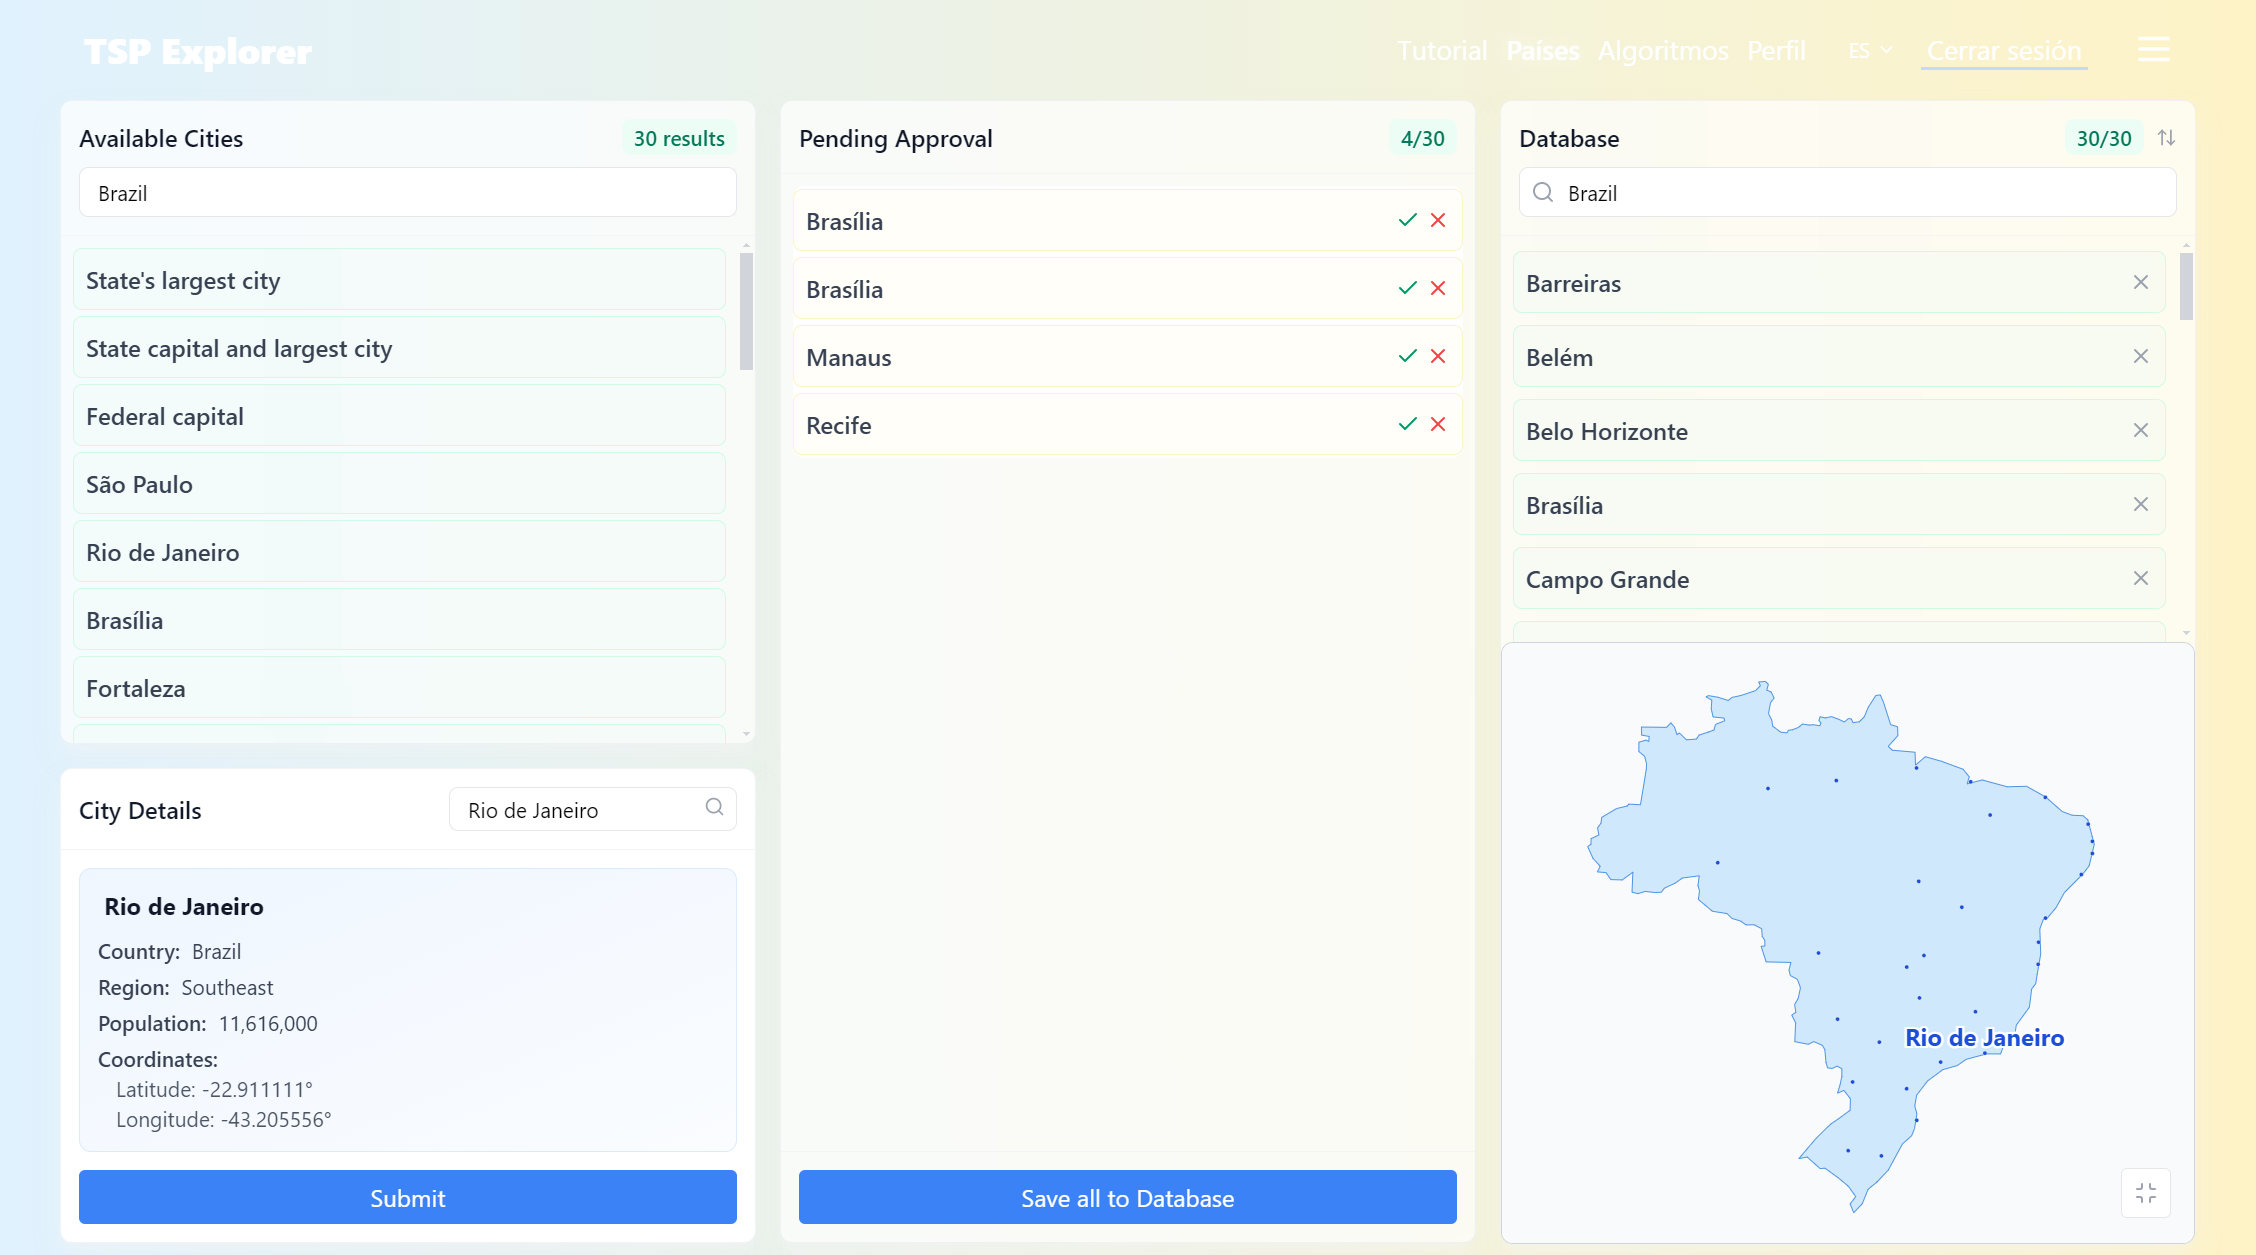 TSP Explorer
Tutorial Países Algoritmos Perfil ES Cerrar sesión
Available Cities
30 results
Brazil
State's largest city
State capital and largest city
Federal capital
São Paulo
Rio de Janeiro
Brasília
Fortaleza
City Details
Rio de Janeiro
Rio de Janeiro
Country: Brazil
Region: Southeast
Population: 11,616,000
Coordinates:
Latitude: -22.911111°
Longitude: -43.205556°
Submit
Pending Approval
4/30
Brasília
Brasília
Manaus
Recife
Save all to Database
Database
30/30
Brazil
Barreiras
Belém
Belo Horizonte
Brasília
Campo Grande
Rio de Janeiro